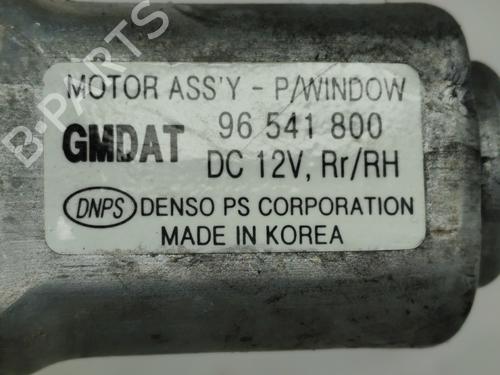 B-PARTS
MOTOR ASS'Y - P/WINDOW
GMDAT 96 541 800
DC 12V, Rr/RH
DNPS DENSO PS CORPORATION
MADE IN KOREA
B-PARTS